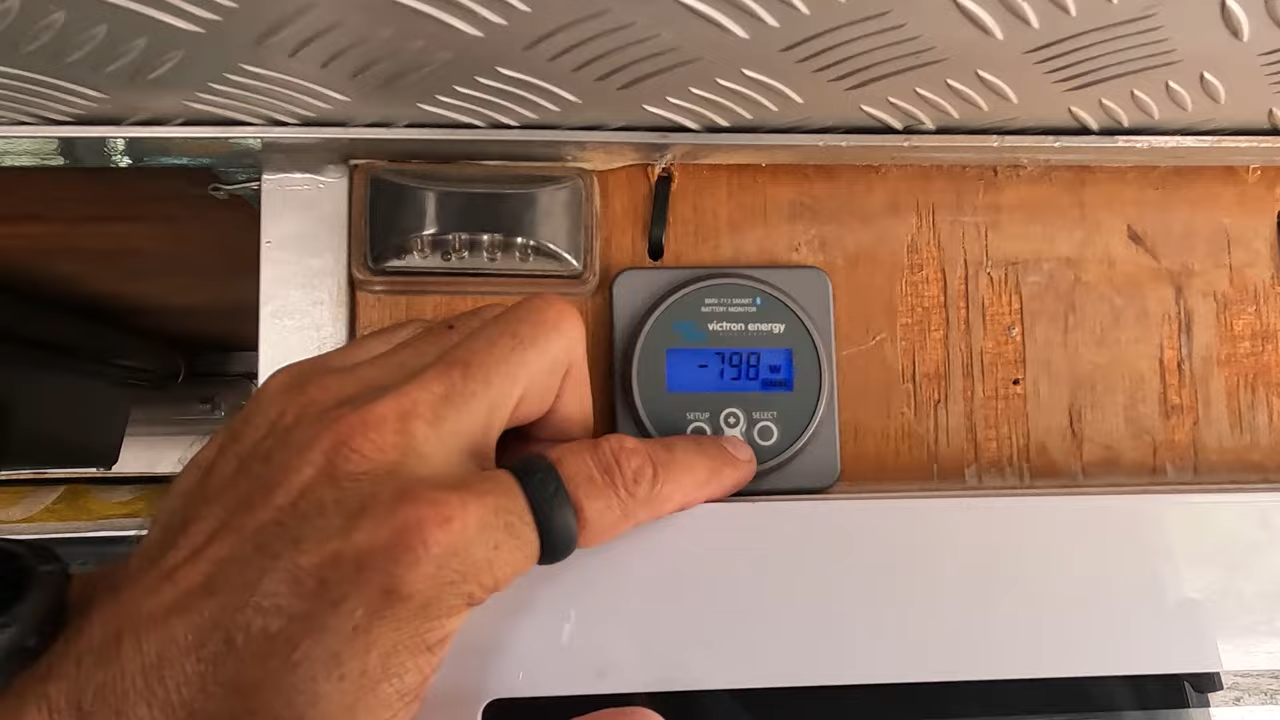 BMV-712 SMART
BATTERY MONITOR
victron energy
-798 W
SETUP
+
SELECT